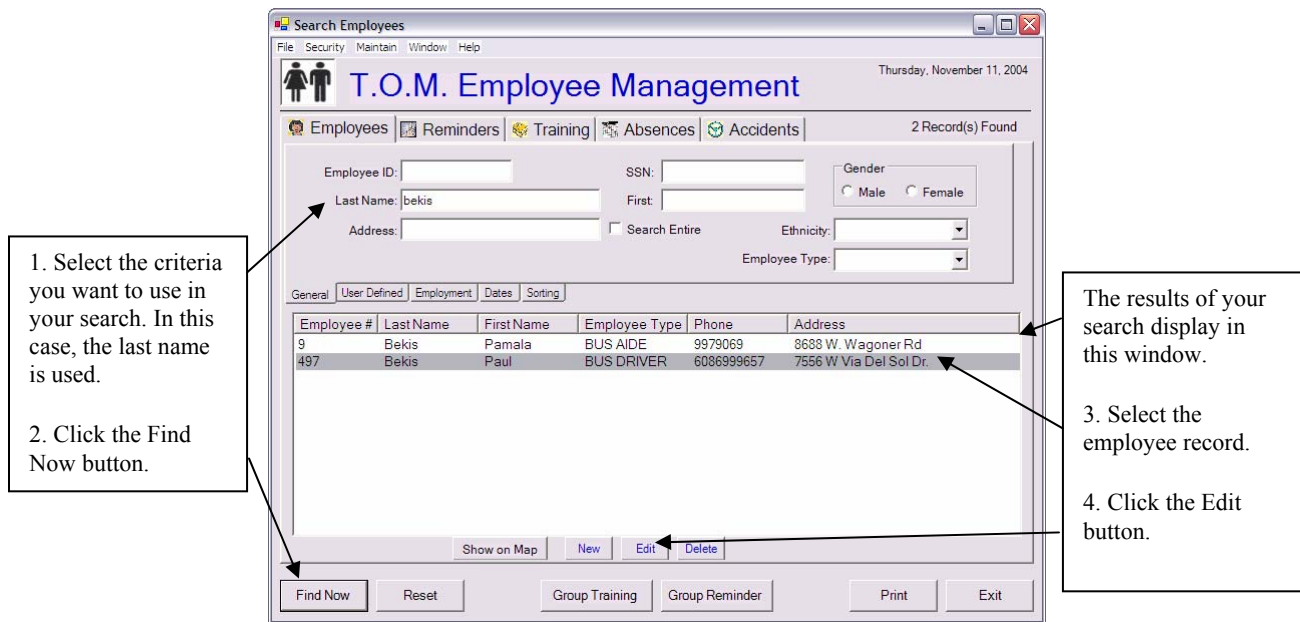 Search Employees
File Security Maintain Window Help
T.O.M. Employee Management
Thursday, November 11, 2004
Employees Reminders Training Absences Accidents
2 Record(s) Found
Employee ID:
SSN:
Gender
Male Female
Last Name: bekis
First:
Address:
Search Entire
Ethnicity:
Employee Type:
General User Defined Employment Dates Sorting
Employee # Last Name First Name Employee Type Phone Address
9 Bekis Pamala BUS AIDE 9979069 8688 W. Wagoner Rd
497 Bekis Paul BUS DRIVER 6086999657 7556 W Via Del Sol Dr.
Show on Map New Edit Delete
Find Now Reset Group Training Group Reminder Print Exit
1. Select the criteria
you want to use in
your search. In this
case, the last name
is used.
2. Click the Find
Now button.
The results of your
search display in
this window.
3. Select the
employee record.
4. Click the Edit
button.